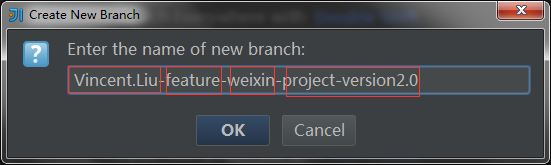 Create New Branch
Enter the name of new branch:
Vincent.Liu-feature-weixin-project-version2.0
OK
Cancel